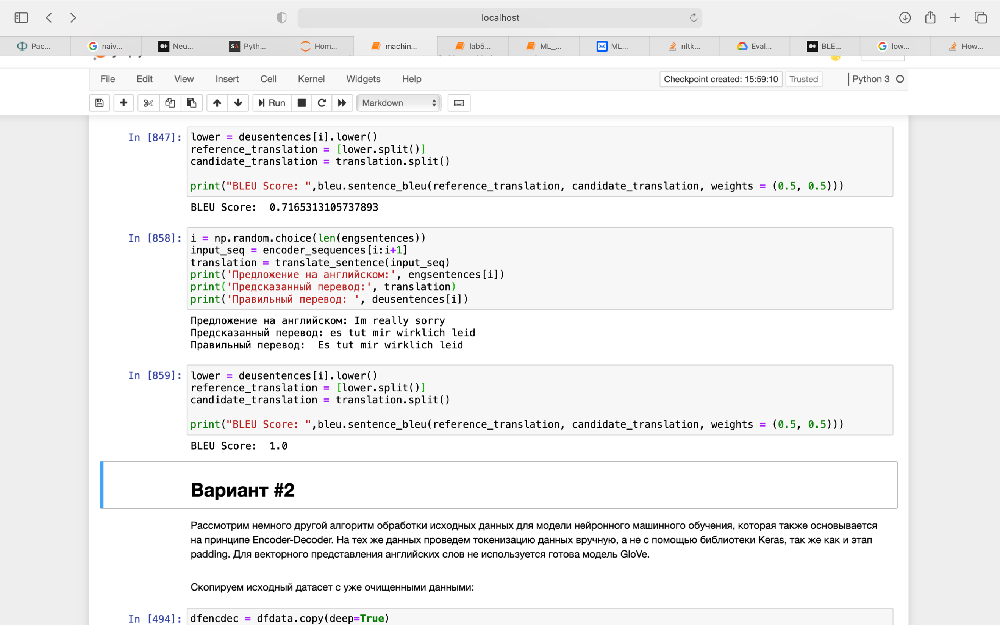 localhost
Рас... naiv... Neu... Pyth... Hom... machin... lab5... ML_... ML... nltk... Eval... BLE... low... How...
File Edit View Insert Cell Kernel Widgets Help Checkpoint created: 15:59:10 Trusted Python 3
Run Markdown
In [847]: lower = deusentences[i].lower()
reference_translation = [lower.split()]
candidate_translation = translation.split()
print("BLEU Score: ",bleu.sentence_bleu(reference_translation, candidate_translation, weights = (0.5, 0.5)))
BLEU Score:  0.7165313105737893
In [858]: i = np.random.choice(len(engsentences))
input_seq = encoder_sequences[i:i+1]
translation = translate_sentence(input_seq)
print('Предложение на английском:', engsentences[i])
print('Предсказанный перевод:', translation)
print('Правильный перевод: ', deusentences[i])
Предложение на английском: Im really sorry
Предсказанный перевод: es tut mir wirklich leid
Правильный перевод:  Es tut mir wirklich leid
In [859]: lower = deusentences[i].lower()
reference_translation = [lower.split()]
candidate_translation = translation.split()
print("BLEU Score: ",bleu.sentence_bleu(reference_translation, candidate_translation, weights = (0.5, 0.5)))
BLEU Score:  1.0
Вариант #2
Рассмотрим немного другой алгоритм обработки исходных данных для модели нейронного машинного обучения, которая также основывается
на принципе Encoder-Decoder. На тех же данных проведем токенизацию данных вручную, а не с помощью библиотеки Keras, так же как и этап
padding. Для векторного представления английских слов не используется готова модель GloVe.
Скопируем исходный датасет с уже очищенными данными:
In [494]: dfencdec = dfdata.copy(deep=True)